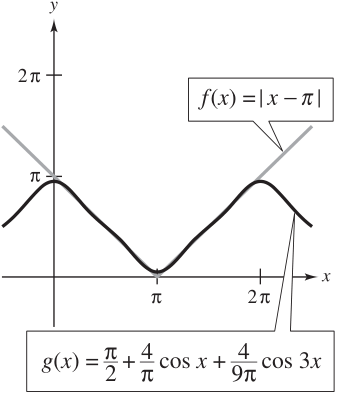 y
2π
f(x) = |x − π|
π
x
π 2π
g(x) = π/2 + 4/π cos x + 4/9π cos 3x